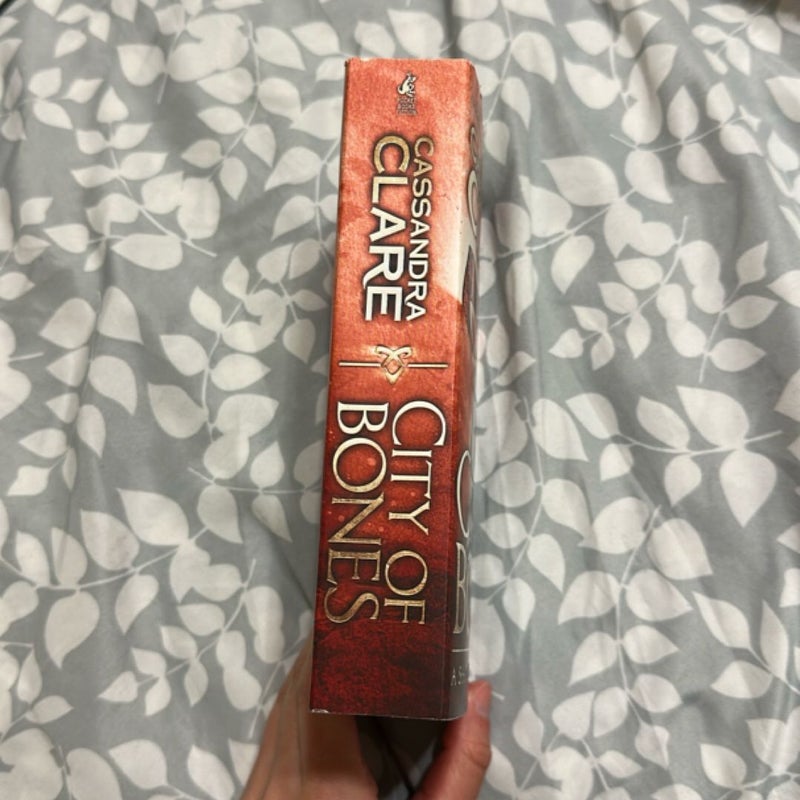 CASSANDRA
CLARE
CITY OF
BONES